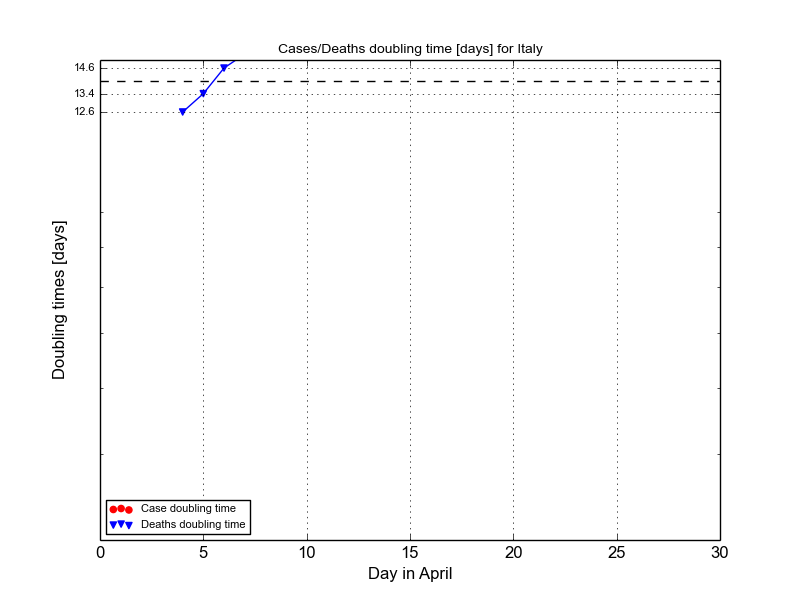 Cases/Deaths doubling time [days] for Italy
14.6
13.4
12.6
Doubling times [days]
Case doubling time
Deaths doubling time
0 5 10 15 20 25 30
Day in April